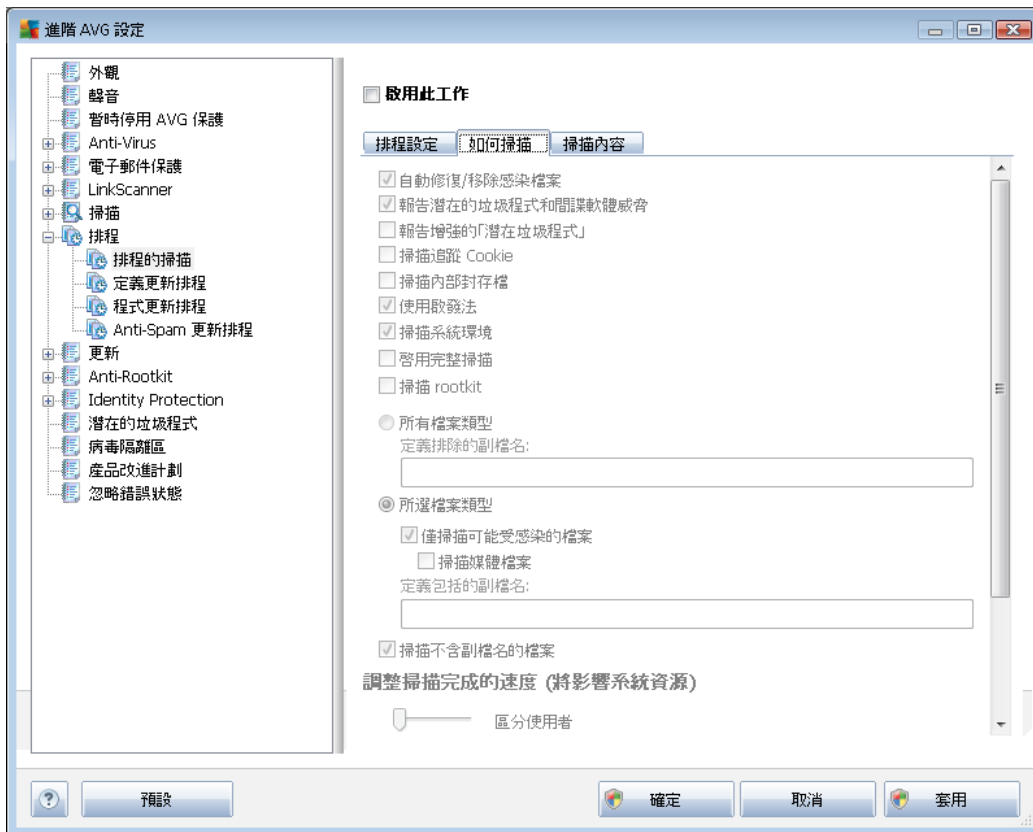 進階 AVG 設定
外觀
聲音
暫時停用 AVG 保護
Anti-Virus
電子郵件保護
LinkScanner
掃描
排程
排程的掃描
定義更新排程
程式更新排程
Anti-Spam 更新排程
更新
Anti-Rootkit
Identity Protection
潛在的垃圾程式
病毒隔離區
產品改進計劃
忽略錯誤狀態
啟用此工作
排程設定 如何掃描 掃描內容
自動修復/移除感染檔案
報告潛在的垃圾程式和間諜軟體威脅
報告增強的「潛在垃圾程式」
掃描追蹤 Cookie
掃描內部封存檔
使用啟發法
掃描系統環境
啓用完整掃描
掃描 rootkit
所有檔案類型
定義排除的副檔名:
所選檔案類型
僅掃描可能受感染的檔案
掃描媒體檔案
定義包括的副檔名:
掃描不含副檔名的檔案
調整掃描完成的速度 (將影響系統資源)
區分使用者
? 預設 確定 取消 套用